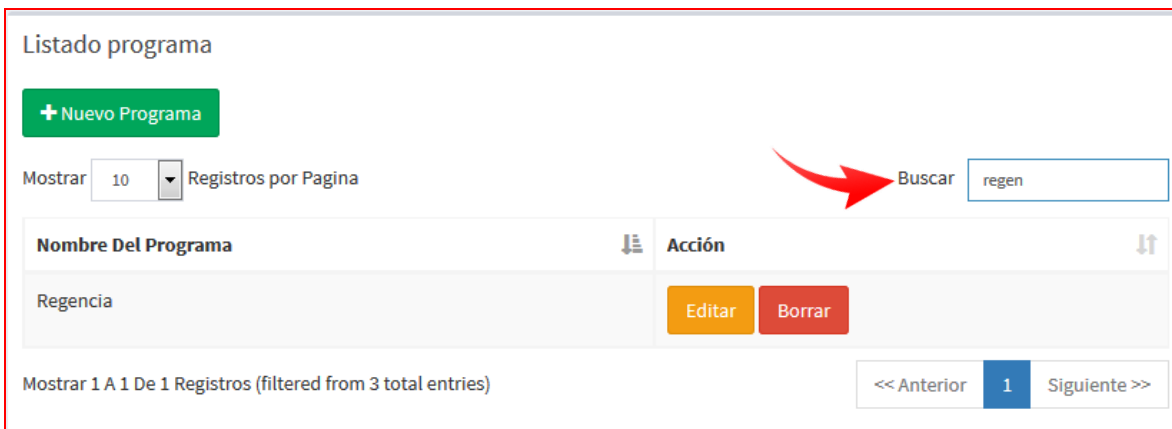 Listado programa
+ Nuevo Programa
Mostrar 10 Registros por Pagina Buscar regen
Nombre Del Programa Acción
Regencia Editar Borrar
Mostrar 1 A 1 De 1 Registros (filtered from 3 total entries) << Anterior 1 Siguiente >>